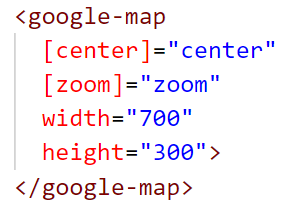 <google-map
[center]="center"
[zoom]="zoom"
width="700"
height="300">
</google-map>